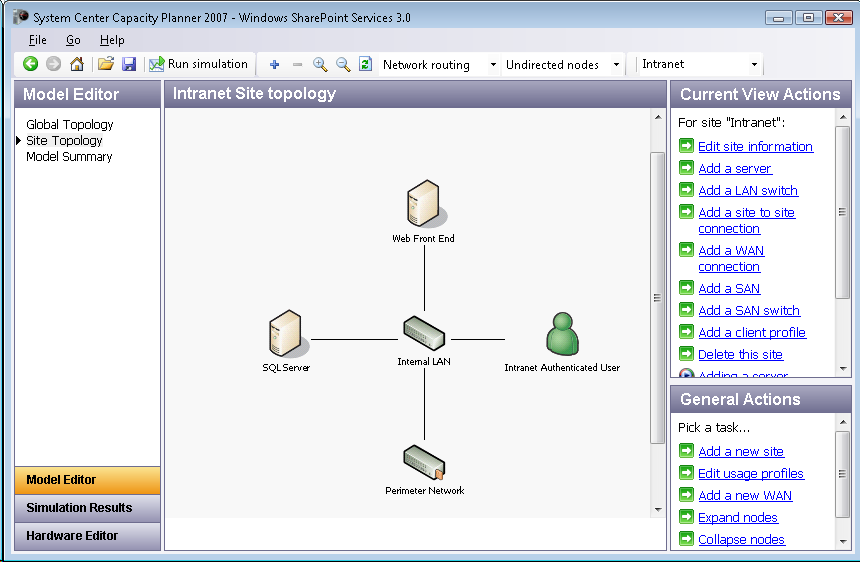 System Center Capacity Planner 2007 - Windows SharePoint Services 3.0
File Go Help
Run simulation Network routing Undirected nodes Intranet
Model Editor
Global Topology
Site Topology
Model Summary
Model Editor
Simulation Results
Hardware Editor
Intranet Site topology
Web Front End
SQLServer
Internal LAN
Intranet Authenticated User
Perimeter Network
Current View Actions
For site "Intranet":
Edit site information
Add a server
Add a LAN switch
Add a site to site
connection
Add a WAN
connection
Add a SAN
Add a SAN switch
Add a client profile
Delete this site
Adding a server
General Actions
Pick a task...
Add a new site
Edit usage profiles
Add a new WAN
Expand nodes
Collapse nodes